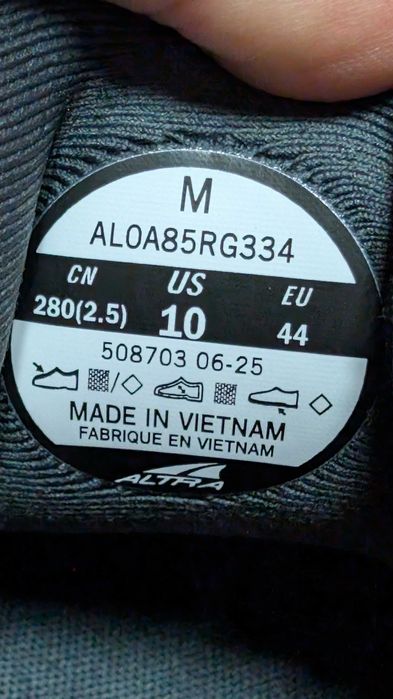 M
AL0A85RG334
CN US EU
280(2.5) 10 44
508703 06-25
MADE IN VIETNAM
FABRIQUE EN VIETNAM
ALTRA